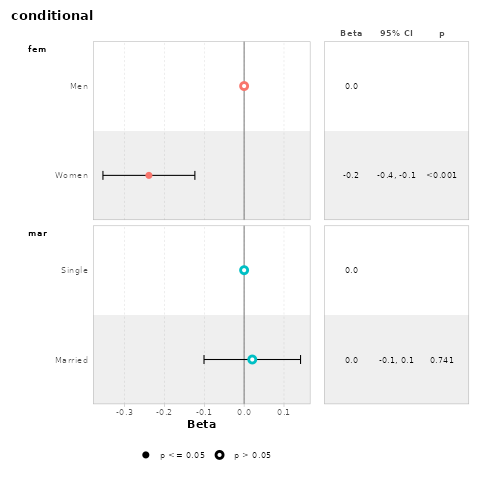 conditional
Beta 95% CI p
fem
Men 0.0
Women -0.2 -0.4, -0.1 <0.001
mar
Single 0.0
Married 0.0 -0.1, 0.1 0.741
-0.3 -0.2 -0.1 0.0 0.1
Beta
p <= 0.05 p > 0.05